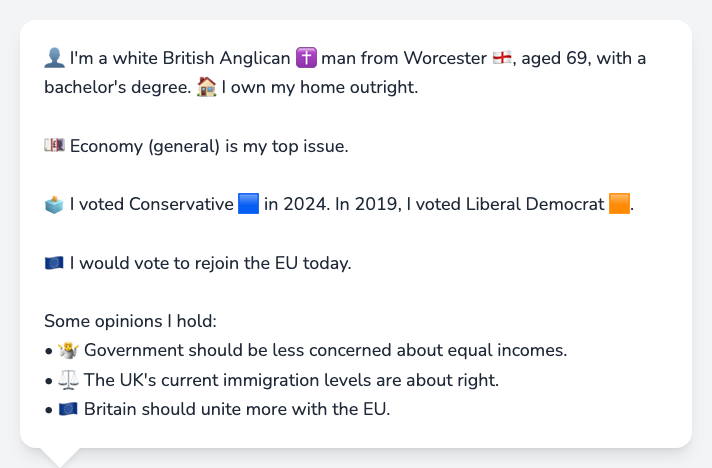 👤 I'm a white British Anglican ✝️ man from Worcester 🏴󠁧󠁢󠁥󠁮󠁧󠁿, aged 69, with a
bachelor's degree. 🏠 I own my home outright.
💷 Economy (general) is my top issue.
🗳️ I voted Conservative 🟦 in 2024. In 2019, I voted Liberal Democrat 🟧.
🇪🇺 I would vote to rejoin the EU today.
Some opinions I hold:
• 🤷 Government should be less concerned about equal incomes.
• ⚖️ The UK's current immigration levels are about right.
• 🇪🇺 Britain should unite more with the EU.